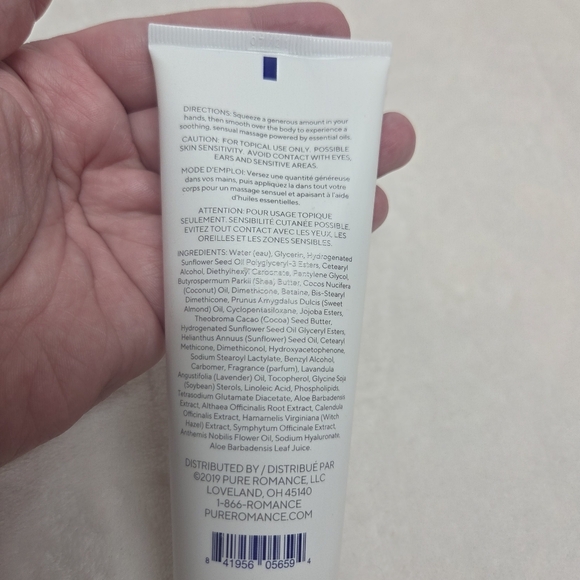 DIRECTIONS: Squeeze a generous amount in your
hands, then smooth over the body to experience a
soothing, sensual massage powered by essential oils.
CAUTION: FOR TOPICAL USE ONLY. POSSIBLE
SKIN SENSITIVITY. AVOID CONTACT WITH EYES,
EARS AND SENSITIVE AREAS.
MODE D'EMPLOI: Versez une quantité généreuse
dans vos mains, puis appliquez la dans tout votre
corps pour un massage sensuel et apaisant à l'aide
d'huiles essentielles.
ATTENTION: POUR USAGE TOPIQUE
SEULEMENT. SENSIBILITÉ CUTANÉE POSSIBLE.
EVITEZ TOUT CONTACT AVEC LES YEUX, LES
OREILLES ET LES ZONES SENSIBLES.
INGREDIENTS: Water (eau), Glycerin, Hydrogenated
Sunflower Seed Oil Polyglyceryl-3 Esters, Cetearyl
Alcohol, Diethylhexyl Carbonate, Pentylene Glycol,
Butyrospermum Parkii (Shea) Butter, Cocos Nucifera
(Coconut) Oil, Dimethicone, Betaine, Bis-Stearyl
Dimethicone, Prunus Amygdalus Dulcis (Sweet
Almond) Oil, Cyclopentasiloxane, Jojoba Esters,
Theobroma Cacao (Cocoa) Seed Butter,
Hydrogenated Sunflower Seed Oil Glyceryl Esters,
Helianthus Annuus (Sunflower) Seed Oil, Cetearyl
Methicone, Dimethiconol, Hydroxyacetophenone,
Sodium Stearoyl Lactylate, Benzyl Alcohol,
Carbomer, Fragrance (parfum), Lavandula
Angustifolia (Lavender) Oil, Tocopherol, Glycine Soja
(Soybean) Sterols, Linoleic Acid, Phospholipids,
Tetrasodium Glutamate Diacetate, Aloe Barbadensis
Extract, Althaea Officinalis Root Extract, Calendula
Officinalis Extract, Hamamelis Virginiana (Witch
Hazel) Extract, Symphytum Officinale Extract,
Anthemis Nobilis Flower Oil, Sodium Hyaluronate,
Aloe Barbadensis Leaf Juice.
DISTRIBUTED BY / DISTRIBUÉ PAR
©2019 PURE ROMANCE, LLC
LOVELAND, OH 45140
1-866-ROMANCE
PUREROMANCE.COM
8 41956 05659 4